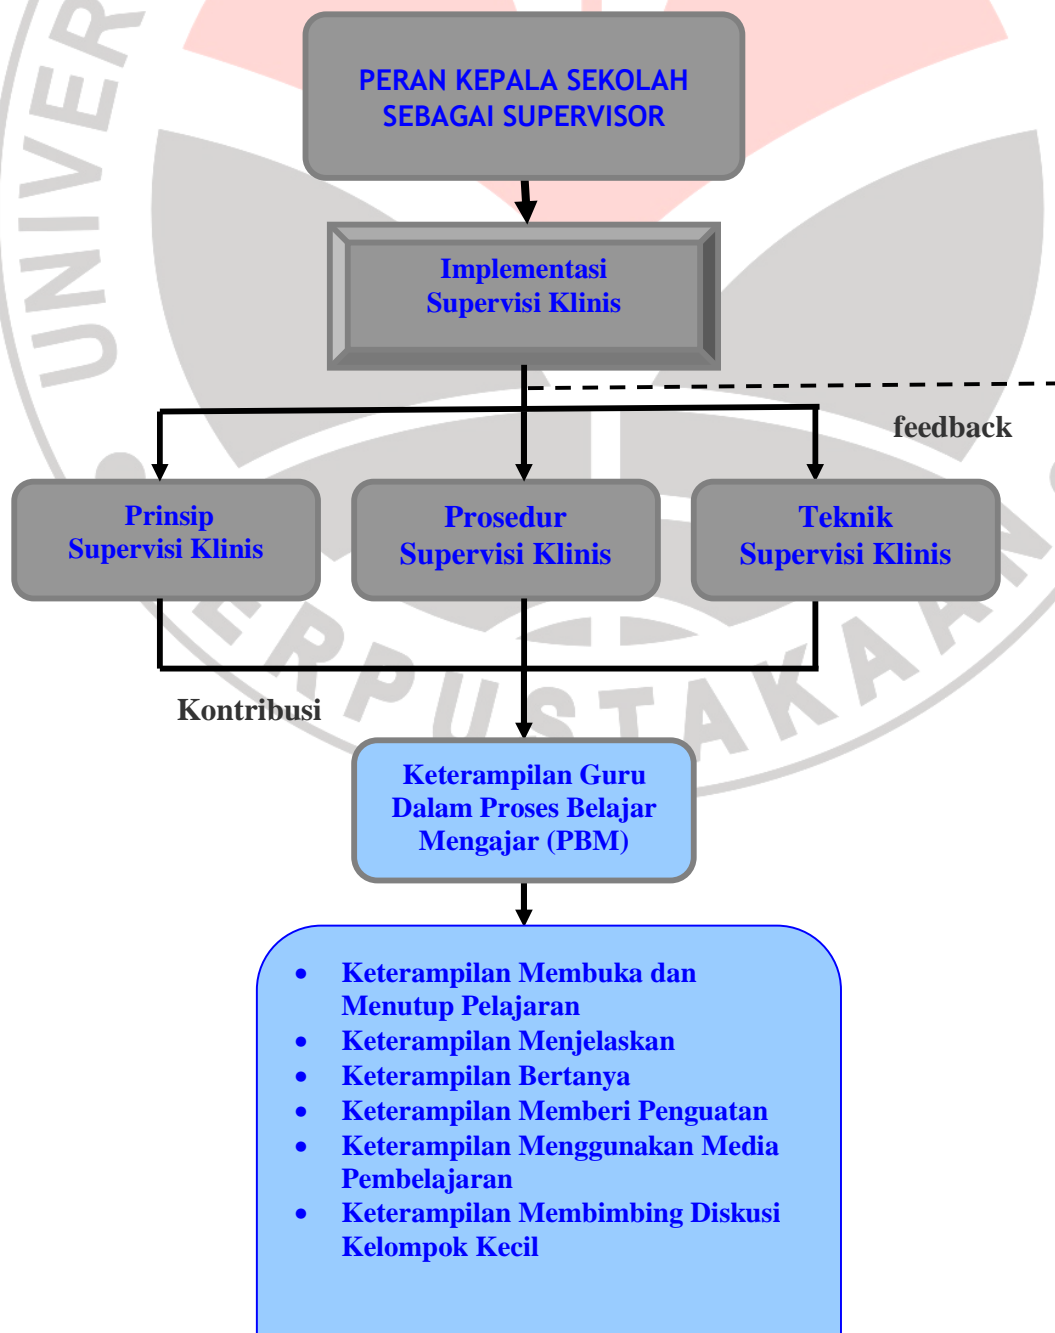 UNIVER
PERAN KEPALA SEKOLAH
SEBAGAI SUPERVISOR
Implementasi
Supervisi Klinis
feedback
Prinsip
Supervisi Klinis
Prosedur
Supervisi Klinis
Teknik
Supervisi Klinis
ERPUSTAKAAN
Kontribusi
Keterampilan Guru
Dalam Proses Belajar
Mengajar (PBM)
• Keterampilan Membuka dan
Menutup Pelajaran
• Keterampilan Menjelaskan
• Keterampilan Bertanya
• Keterampilan Memberi Penguatan
• Keterampilan Menggunakan Media
Pembelajaran
• Keterampilan Membimbing Diskusi
Kelompok Kecil